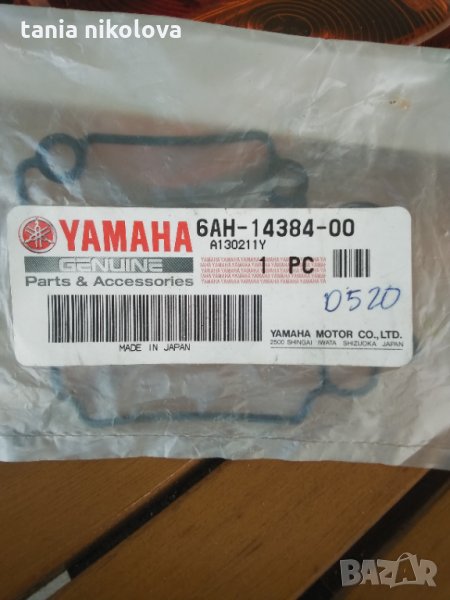 tania nikolova
YAMAHA
GENUINE
Parts & Accessories
MADE IN JAPAN
6AH-14384-00
A130211Y
1 PC
D520
YAMAHA MOTOR CO.,LTD.
2500 SHINGAI IWATA SHIZUOKA JAPAN
BAZAR